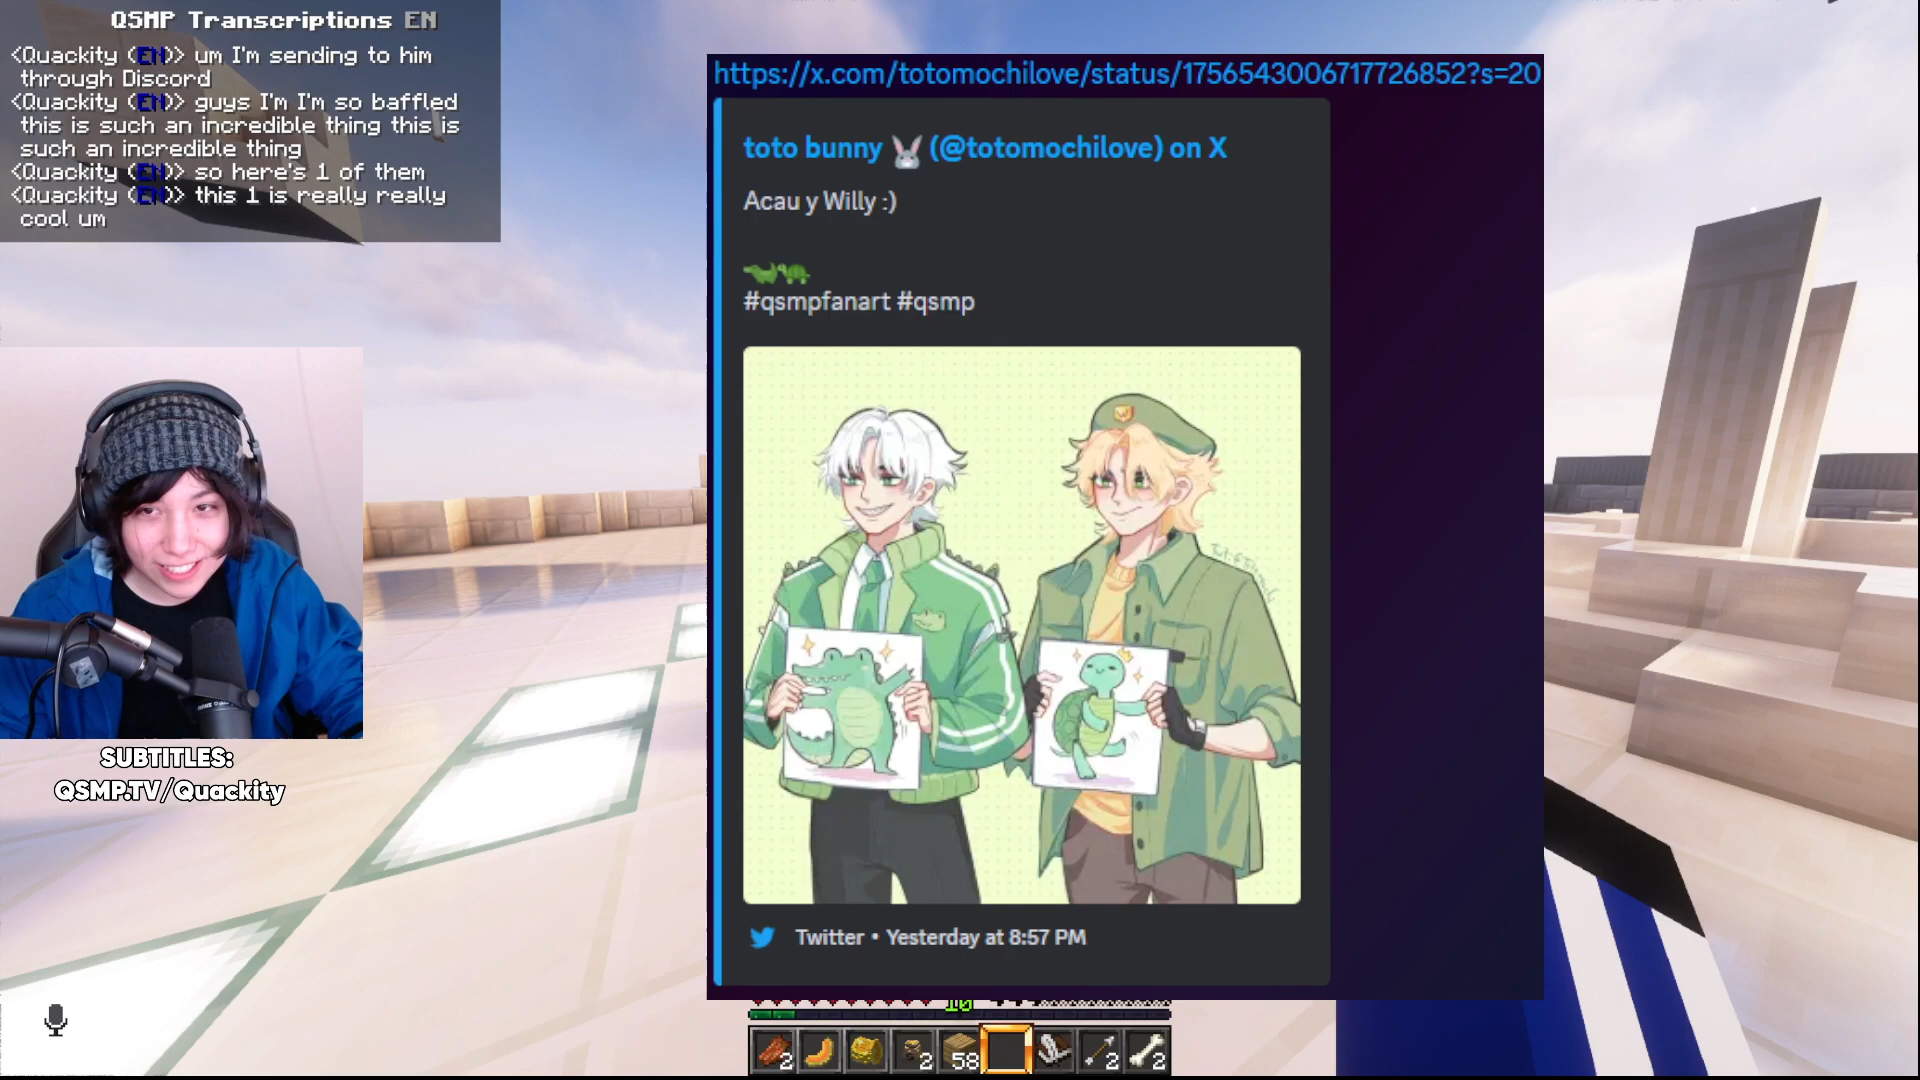 QSMP Transcriptions EN
<Quackity (EN)> um I'm sending to him
through Discord
<Quackity (EN)> guys I'm I'm so baffled
this is such an incredible thing this is
such an incredible thing
<Quackity (EN)> so here's 1 of them
<Quackity (EN)> this 1 is really really
cool um
https://x.com/totomochilove/status/1756543006717726852?s=20
toto bunny 🐰 (@totomochilove) on X
Acau y Willy :)
🐊🐢
#qsmpfanart #qsmp
W
Twitter • Yesterday at 8:57 PM
SUBTITLES:
QSMP.TV/Quackity
10
2
2
58
2
2